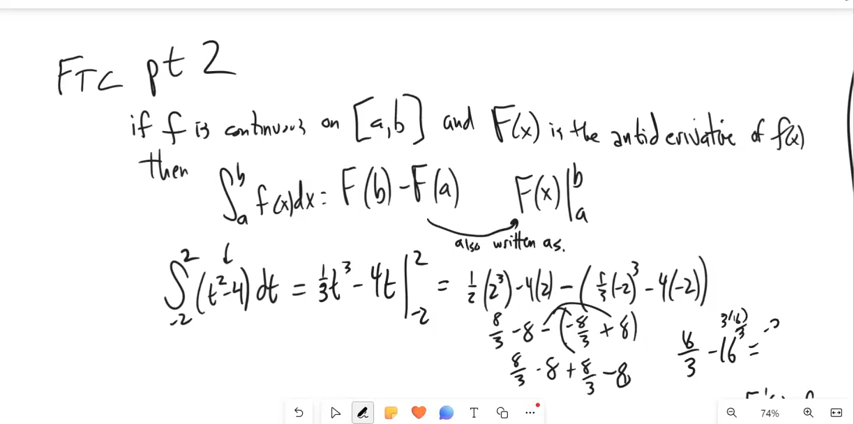 FTC pt 2
if f is continuous on [a,b] and F(x) is the antiderivative of f(x)
then
∫_a^b f(x)dx = F(b) - F(a) F(x)|_a^b
also written as.
∫_{-2}^2 (t²-4) dt = 1/3 t³ - 4t |_{-2}^2 = 1/2 (2³) - 4(2) - (1/3 (-2)³ - 4(-2))
8/3 - 8 - (-8/3 + 8)
8/3 - 8 + 8/3 - 8
3(16)/3
- 16 =
T
74%